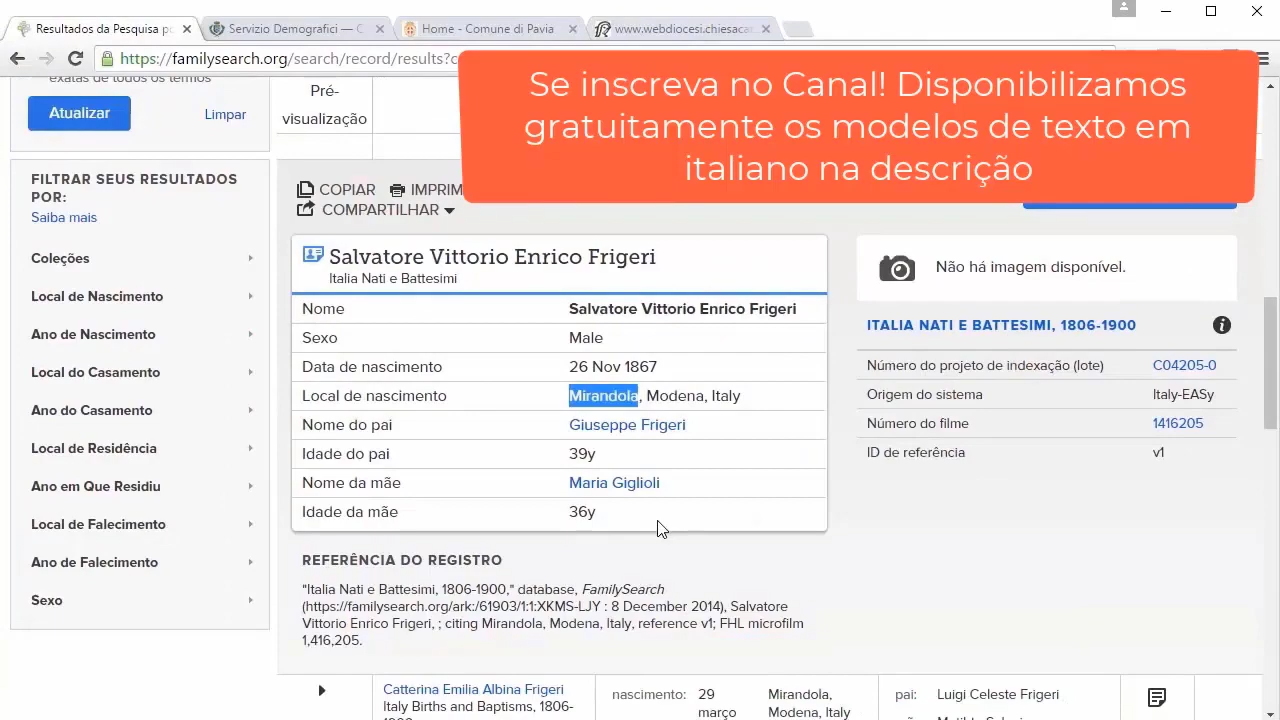 Resultados da Pesquisa po
Servizio Demografici — C
Home - Comune di Pavia
www.webdiocesi.chiesacat
https://familysearch.org/search/record/results?c
Se inscreva no Canal! Disponibilizamos
gratuitamente os modelos de texto em
italiano na descrição
exatas de todos os termos
Atualizar
Limpar
Pré-
visualização
FILTRAR SEUS RESULTADOS
POR:
Saiba mais
Coleções
Local de Nascimento
Ano de Nascimento
Local do Casamento
Ano do Casamento
Local de Residência
Ano em Que Residiu
Local de Falecimento
Ano de Falecimento
Sexo
COPIAR IMPRIM
COMPARTILHAR
Salvatore Vittorio Enrico Frigeri
Italia Nati e Battesimi
Nome Salvatore Vittorio Enrico Frigeri
Sexo Male
Data de nascimento 26 Nov 1867
Local de nascimento Mirandola, Modena, Italy
Nome do pai Giuseppe Frigeri
Idade do pai 39y
Nome da mãe Maria Giglioli
Idade da mãe 36y
Não há imagem disponível.
ITALIA NATI E BATTESIMI, 1806-1900
Número do projeto de indexação (lote) C04205-0
Origem do sistema Italy-EASy
Número do filme 1416205
ID de referência v1
REFERÊNCIA DO REGISTRO
"Italia Nati e Battesimi, 1806-1900," database, FamilySearch
(https://familysearch.org/ark:/61903/1:1:XKMS-LJY : 8 December 2014), Salvatore
Vittorio Enrico Frigeri, ; citing Mirandola, Modena, Italy, reference v1; FHL microfilm
1,416,205.
Catterina Emilia Albina Frigeri
Italy Births and Baptisms, 1806-
nascimento: 29
março
Mirandola,
Modena, Italy
pai: Luigi Celeste Frigeri